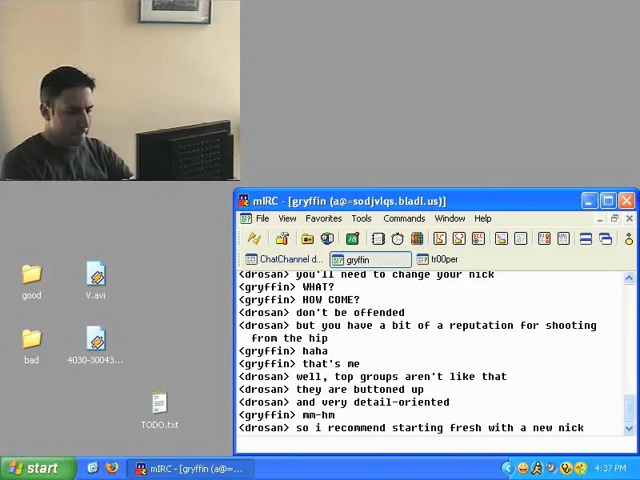 mIRC - [gryffin (a@=sodjvlqs.bladl.us)]
File View Favorites Tools Commands Window Help
ChatChannel d... gryffin tr00per
<drosan> you'll need to change your nick
<gryffin> WHAT?
<gryffin> HOW COME?
<drosan> don't be offended
<drosan> but you have a bit of a reputation for shooting
from the hip
<gryffin> haha
<gryffin> that's me
<drosan> well, top groups aren't like that
<drosan> they are buttoned up
<drosan> and very detail-oriented
<gryffin> mm-hm
<drosan> so i recommend starting fresh with a new nick
good
V.avi
bad
4030-30043...
TODO.txt
start
mIRC - [gryffin (a@=...
4:37 PM